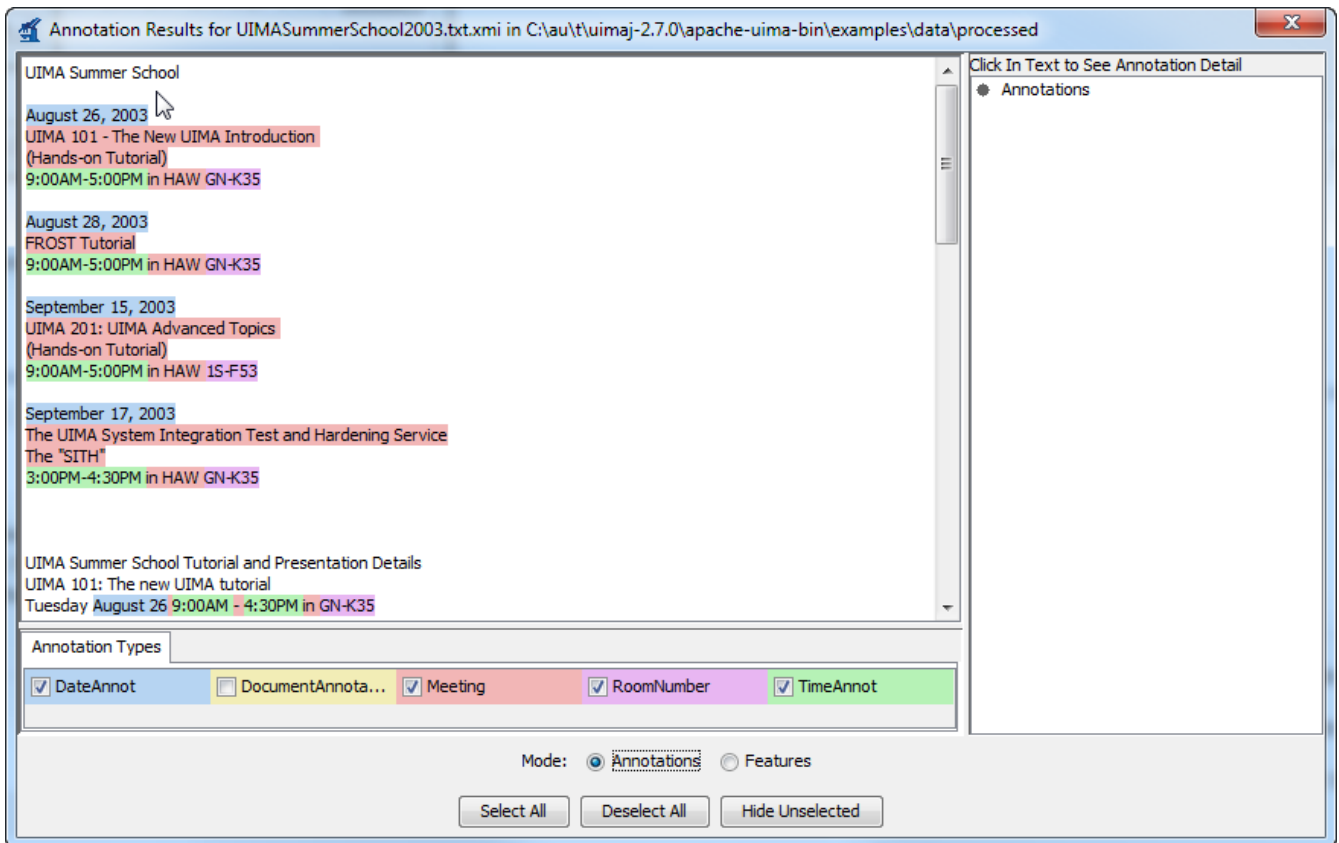 Annotation Results for UIMASummerSchool2003.txt.xmi in C:\au\t\uimaj-2.7.0\apache-uima-bin\examples\data\processed
UIMA Summer School
August 26, 2003
UIMA 101 - The New UIMA Introduction
(Hands-on Tutorial)
9:00AM-5:00PM in HAW GN-K35
August 28, 2003
FROST Tutorial
9:00AM-5:00PM in HAW GN-K35
September 15, 2003
UIMA 201: UIMA Advanced Topics
(Hands-on Tutorial)
9:00AM-5:00PM in HAW 1S-F53
September 17, 2003
The UIMA System Integration Test and Hardening Service
The "SITH"
3:00PM-4:30PM in HAW GN-K35
UIMA Summer School Tutorial and Presentation Details
UIMA 101: The new UIMA tutorial
Tuesday August 26 9:00AM - 4:30PM in GN-K35
Click In Text to See Annotation Detail
Annotations
Annotation Types
DateAnnot DocumentAnnota... Meeting RoomNumber TimeAnnot
Mode: Annotations Features
Select All Deselect All Hide Unselected